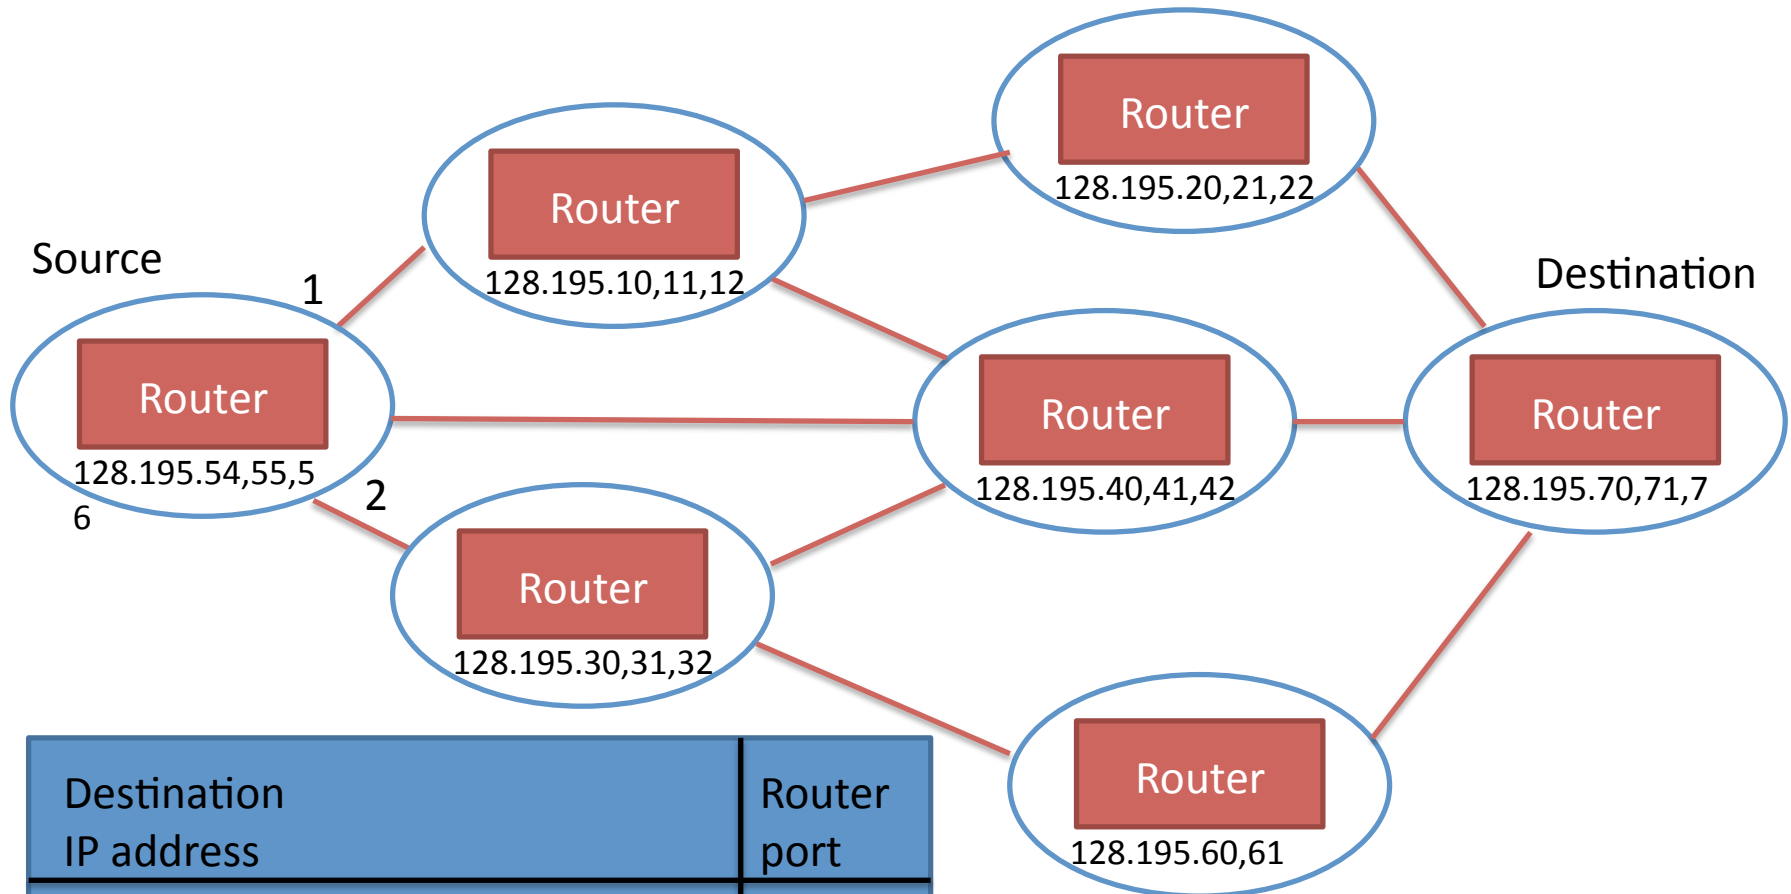 Router
128.195.20,21,22
Router
128.195.10,11,12
Source
1
Destination
Router
128.195.54,55,5
6
Router
128.195.40,41,42
Router
128.195.70,71,7
2
Router
128.195.30,31,32
Router
128.195.60,61
Destination
IP address
Router
port